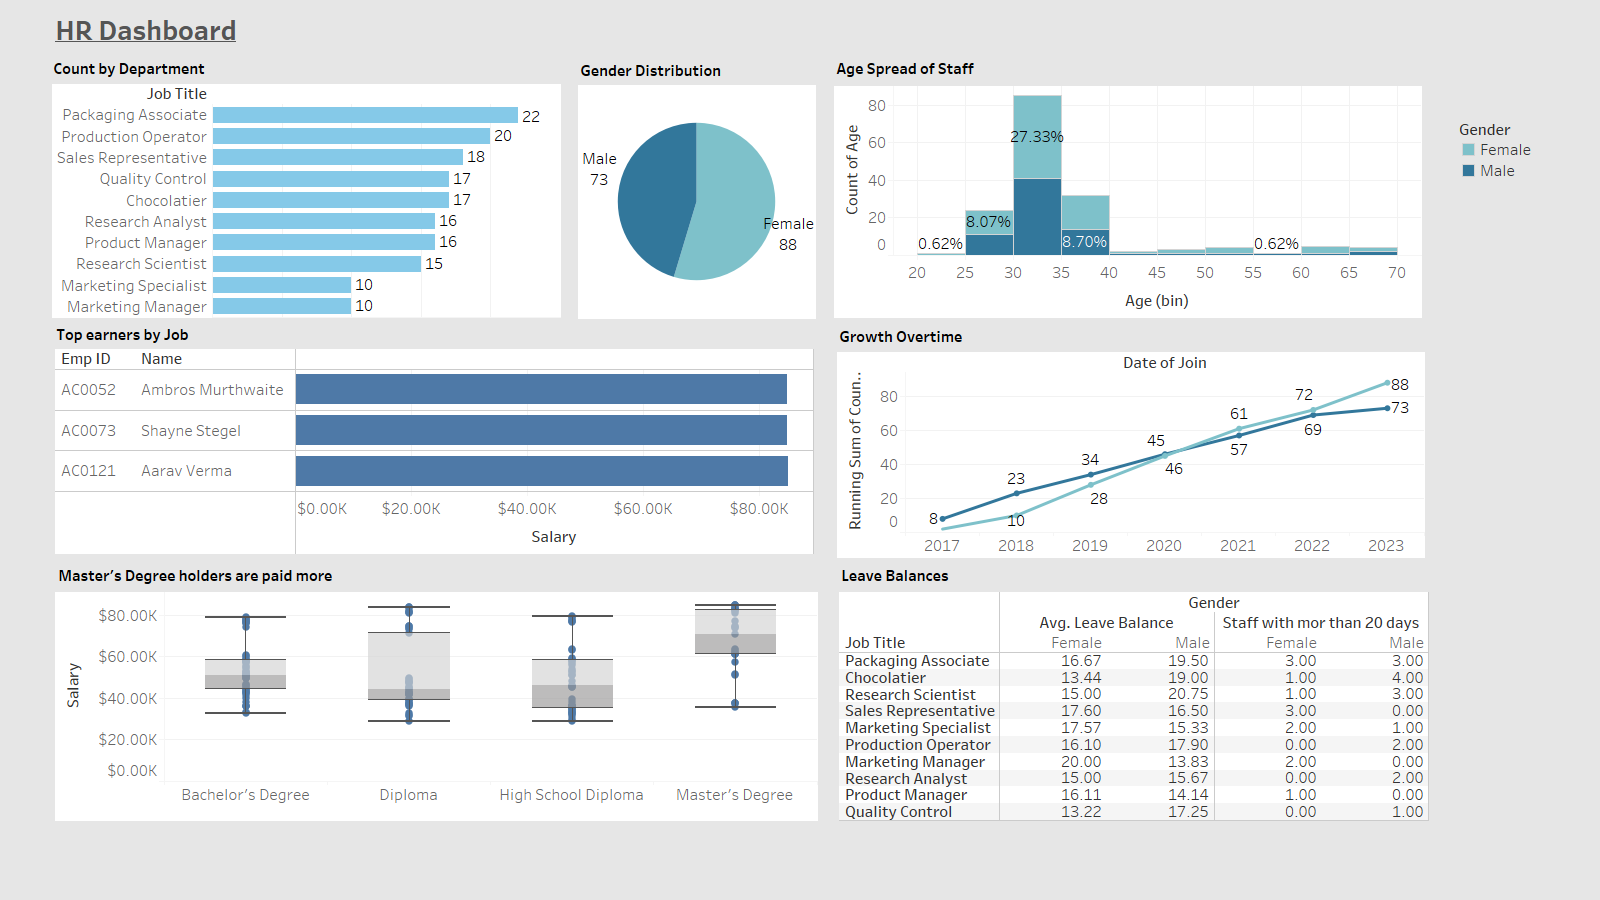 HR Dashboard
Count by Department
Job Title
Packaging Associate 22
Production Operator 20
Sales Representative 18
Quality Control 17
Chocolatier 17
Research Analyst 16
Product Manager 16
Research Scientist 15
Marketing Specialist 10
Marketing Manager 10
Gender Distribution
Male
73
Female
88
Age Spread of Staff
Count of Age
80
60
40
20
0
27.33%
8.07%
0.62%
8.70%
0.62%
20 25 30 35 40 45 50 55 60 65 70
Age (bin)
Gender
Female
Male
Top earners by Job
Emp ID Name
AC0052 Ambros Murthwaite
AC0073 Shayne Stegel
AC0121 Aarav Verma
$0.00K $20.00K $40.00K $60.00K $80.00K
Salary
Growth Overtime
Date of Join
Running Sum of Coun..
80
60
40
20
0
8
23
10
34
28
45
46
61
57
72
69
88
73
2017 2018 2019 2020 2021 2022 2023
Master's Degree holders are paid more
Salary
$80.00K
$60.00K
$40.00K
$20.00K
$0.00K
Bachelor's Degree Diploma High School Diploma Master's Degree
Leave Balances
Gender
Avg. Leave Balance Staff with mor than 20 days
Job Title Female Male Female Male
Packaging Associate 16.67 19.50 3.00 3.00
Chocolatier 13.44 19.00 1.00 4.00
Research Scientist 15.00 20.75 1.00 3.00
Sales Representative 17.60 16.50 3.00 0.00
Marketing Specialist 17.57 15.33 2.00 1.00
Production Operator 16.10 17.90 0.00 2.00
Marketing Manager 20.00 13.83 2.00 0.00
Research Analyst 15.00 15.67 0.00 2.00
Product Manager 16.11 14.14 1.00 0.00
Quality Control 13.22 17.25 0.00 1.00